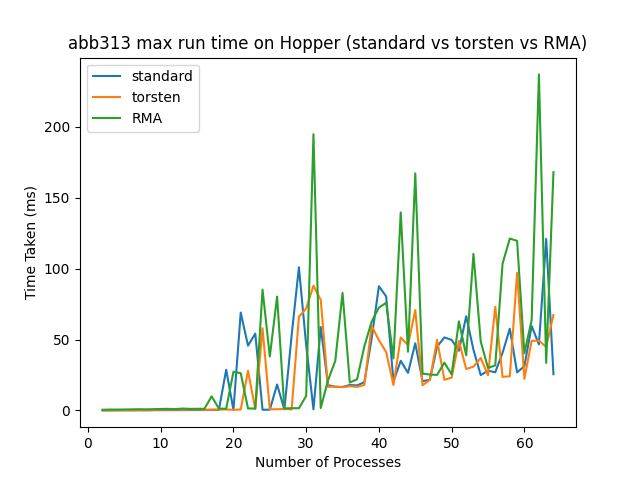 abb313 max run time on Hopper (standard vs torsten vs RMA)
standard
torsten
RMA
Time Taken (ms)
200
150
100
50
0
0 10 20 30 40 50 60
Number of Processes